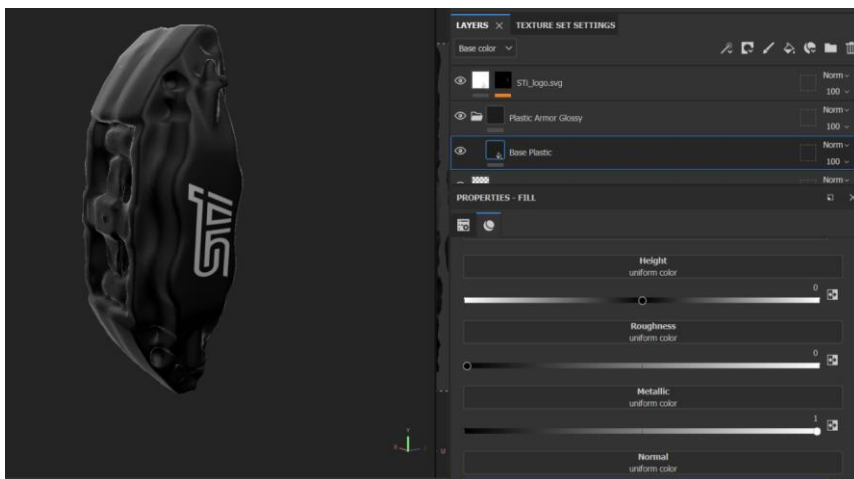 LAYERS × TEXTURE SET SETTINGS
Base color
STi_logo.svg
Norm
100
Plastic Armor Glossy
Norm
100
Base Plastic
Norm
100
Norm
PROPERTIES - FILL
STi
Height
uniform color
0
Roughness
uniform color
0
Metallic
uniform color
1
Normal
uniform color
Y
X
U